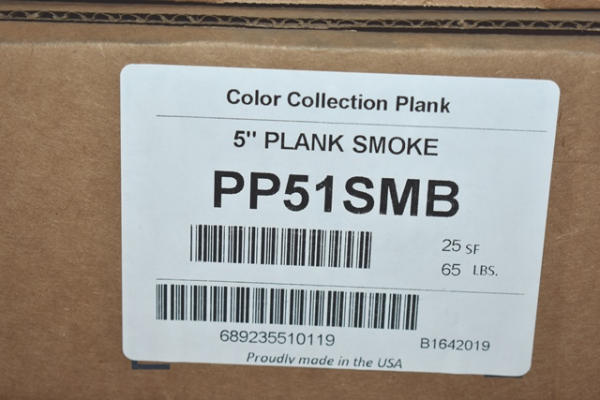 Color Collection Plank
5" PLANK SMOKE
PP51SMB
25 SF
65 LBS.
689235510119
B1642019
Proudly made in the USA